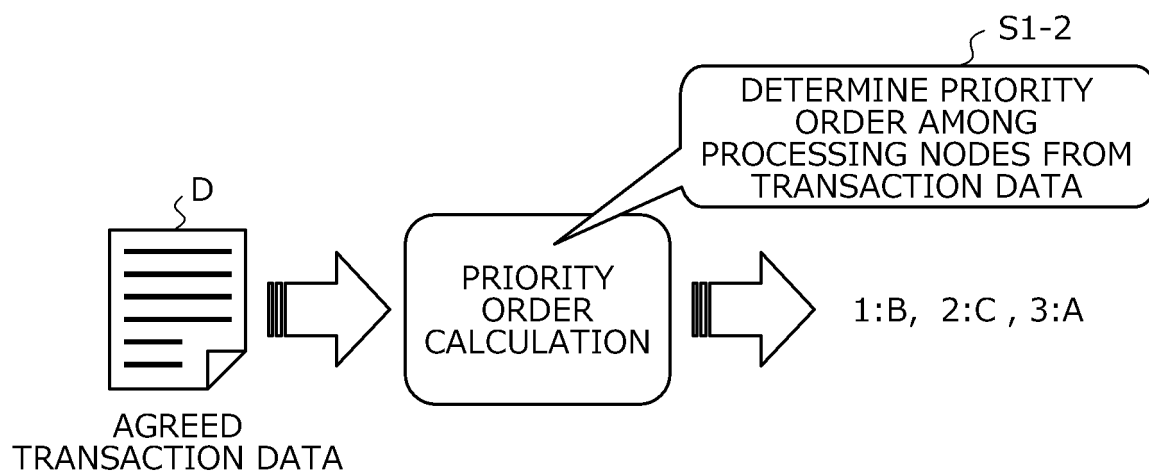 S1-2
DETERMINE PRIORITY
ORDER AMONG
PROCESSING NODES FROM
TRANSACTION DATA
D
PRIORITY
ORDER
CALCULATION
1:B, 2:C , 3:A
AGREED
TRANSACTION DATA